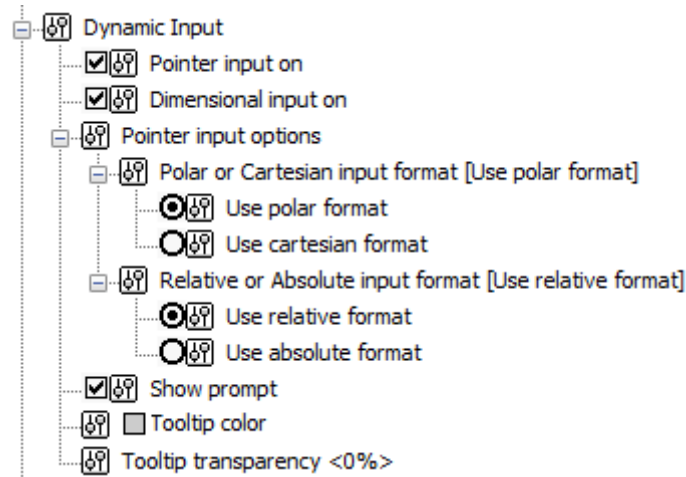 Dynamic Input
Pointer input on
Dimensional input on
Pointer input options
Polar or Cartesian input format [Use polar format]
Use polar format
Use cartesian format
Relative or Absolute input format [Use relative format]
Use relative format
Use absolute format
Show prompt
Tooltip color
Tooltip transparency <0%>